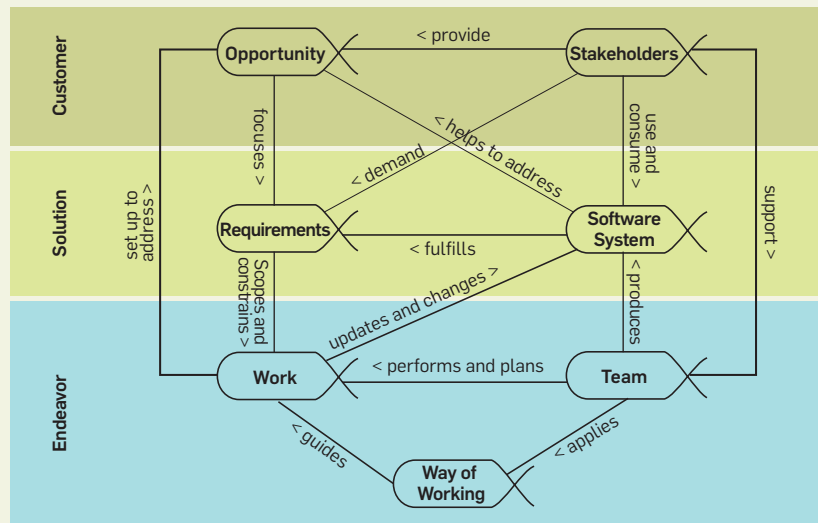 Customer
Opportunity
< provide
Stakeholders
focuses >
< helps to address
< demand
use and
consume >
Solution
set up to
address >
Requirements
< fulfills
Software
System
support >
Scopes and
constrains >
updates and changes >
< produces
Endeavor
Work
< performs and plans
Team
< guides
< applies
Way of
Working